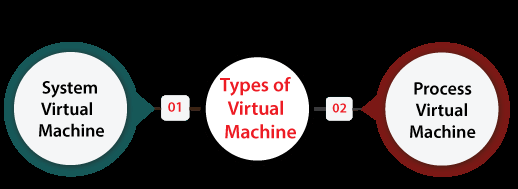 System
Virtual
Machine
01
Types of
Virtual
Machine
02
Process
Virtual
Machine